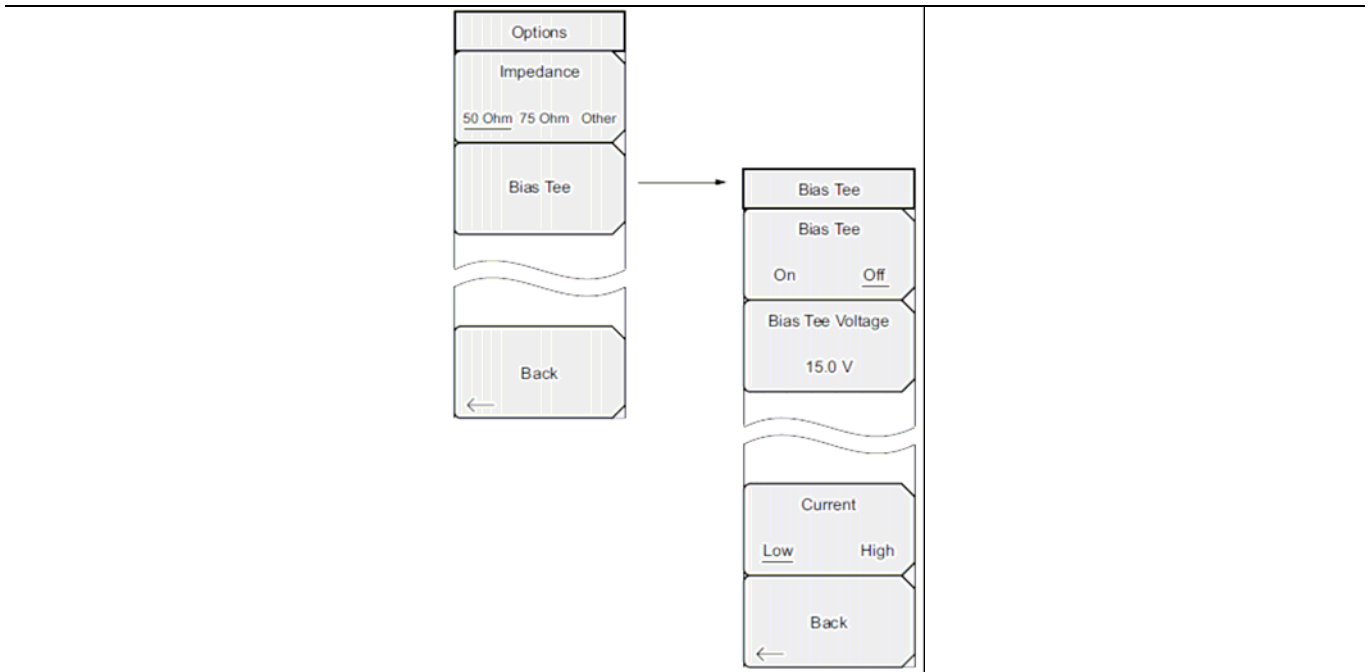 Options
Impedance
50 Ohm 75 Ohm Other
Bias Tee
Back
Bias Tee
Bias Tee
On Off
Bias Tee Voltage
15.0 V
Current
Low High
Back